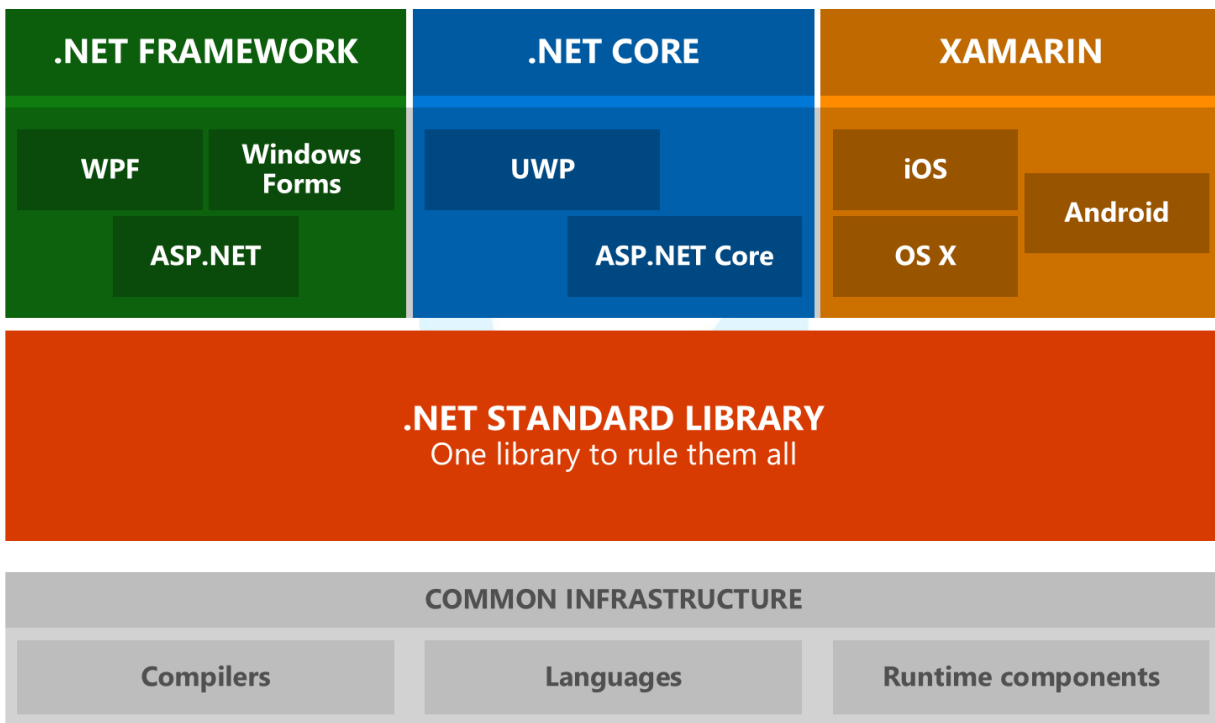 .NET FRAMEWORK
.NET CORE
XAMARIN
WPF
Windows
Forms
ASP.NET
UWP
ASP.NET Core
iOS
Android
OS X
.NET STANDARD LIBRARY
One library to rule them all
COMMON INFRASTRUCTURE
Compilers
Languages
Runtime components